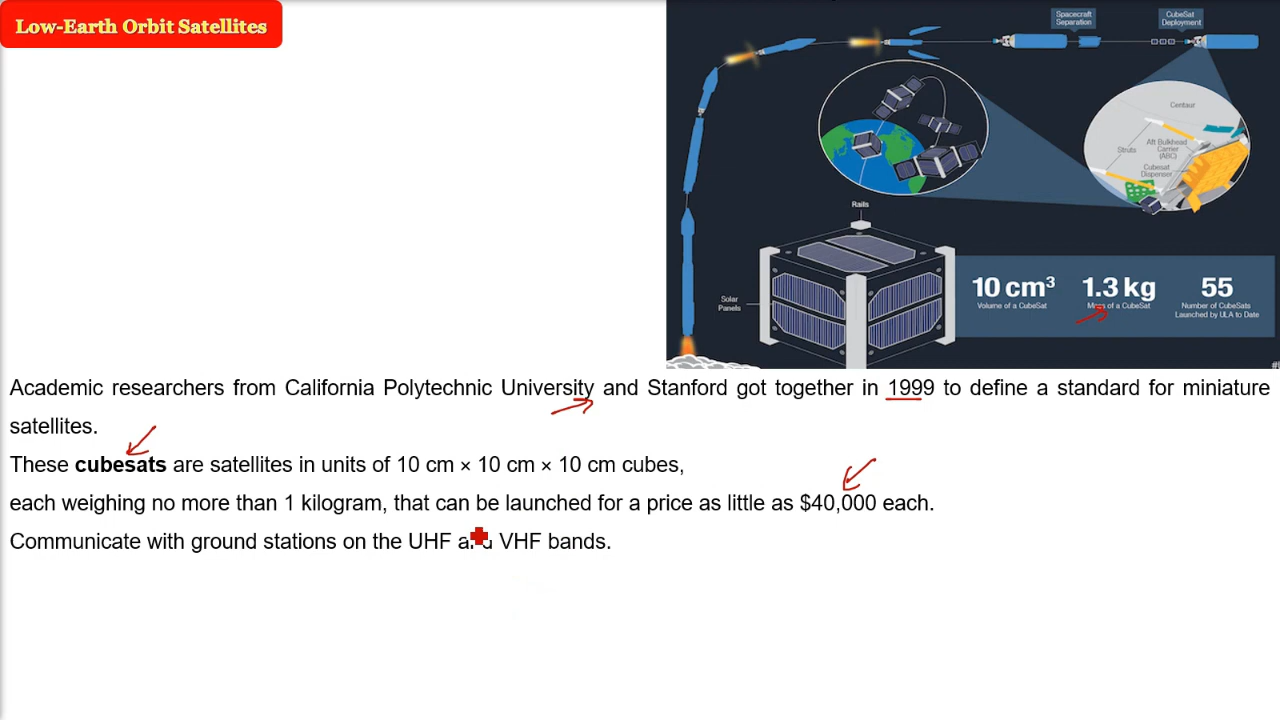 Low-Earth Orbit Satellites
Spacecraft
Separation
CubeSat
Deployment
Centaur
Struts
Aft Bulkhead
Carrier
(ABC)
Cubesat
Dispenser
Rails
Solar
Panels
10 cm³
Volume of a CubeSat
1.3 kg
Mass of a CubeSat
55
Number of CubeSats
Launched by ULA to Date
Academic researchers from California Polytechnic University and Stanford got together in 1999 to define a standard for miniature
satellites.
These cubesats are satellites in units of 10 cm × 10 cm × 10 cm cubes,
each weighing no more than 1 kilogram, that can be launched for a price as little as $40,000 each.
Communicate with ground stations on the UHF and VHF bands.